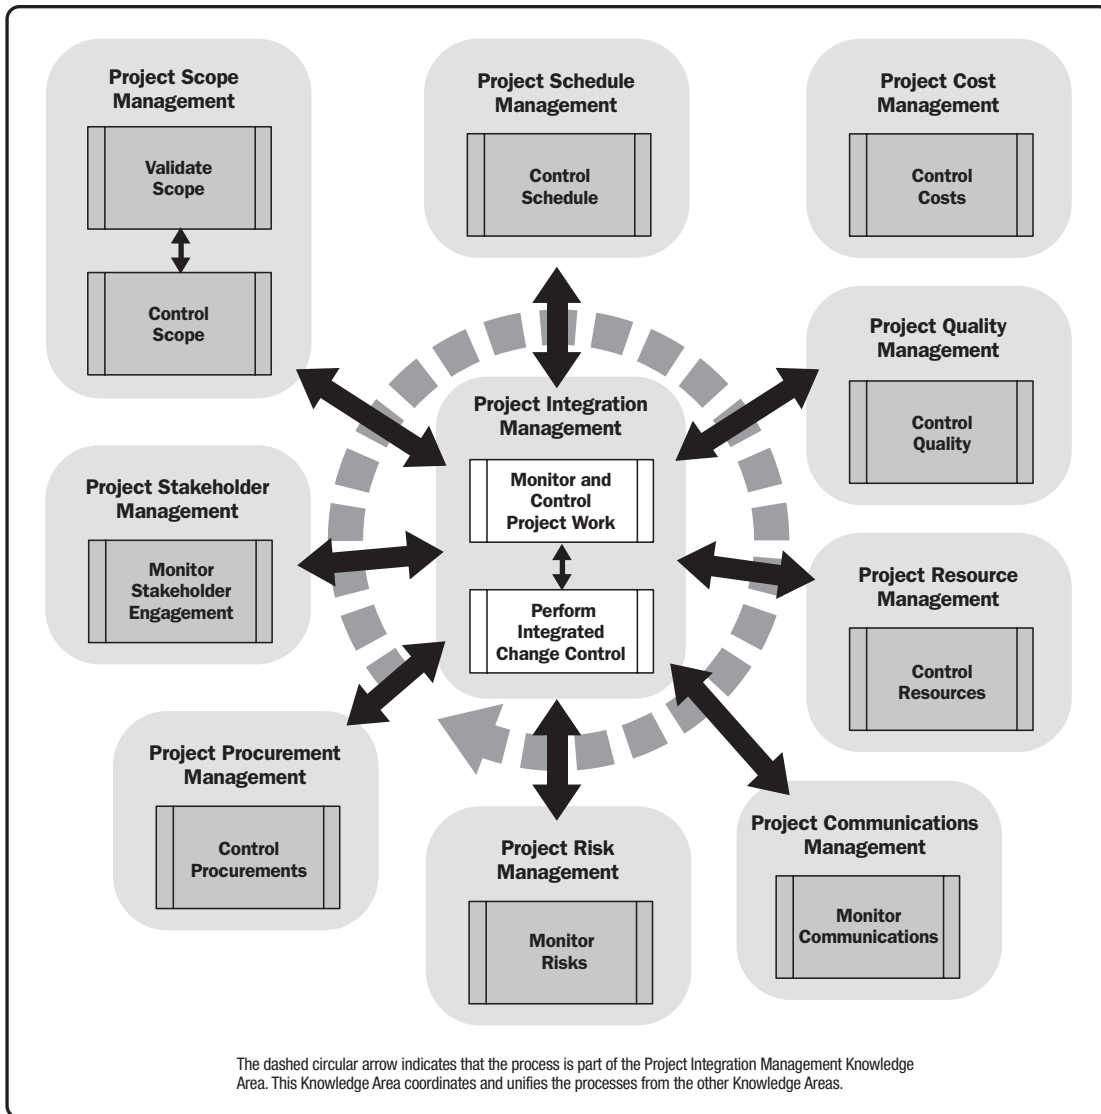 Project Scope
Management
Validate
Scope
Control
Scope
Project Schedule
Management
Control
Schedule
Project Cost
Management
Control
Costs
Project Quality
Management
Control
Quality
Project Integration
Management
Monitor and
Control
Project Work
Perform
Integrated
Change Control
Project Stakeholder
Management
Monitor
Stakeholder
Engagement
Project Resource
Management
Control
Resources
Project Procurement
Management
Control
Procurements
Project Risk
Management
Monitor
Risks
Project Communications
Management
Monitor
Communications
The dashed circular arrow indicates that the process is part of the Project Integration Management Knowledge
Area. This Knowledge Area coordinates and unifies the processes from the other Knowledge Areas.